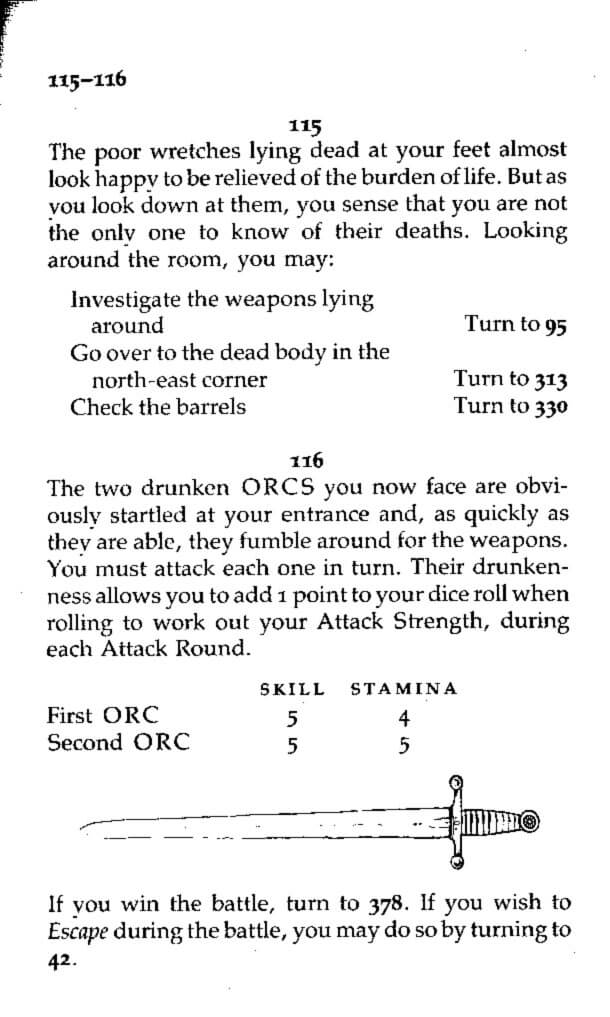 115–116
115
The poor wretches lying dead at your feet almost
look happy to be relieved of the burden of life. But as
you look down at them, you sense that you are not
the only one to know of their deaths. Looking
around the room, you may:
Investigate the weapons lying
around Turn to 95
Go over to the dead body in the
north-east corner Turn to 313
Check the barrels Turn to 330
116
The two drunken ORCS you now face are obvi-
ously startled at your entrance and, as quickly as
they are able, they fumble around for the weapons.
You must attack each one in turn. Their drunken-
ness allows you to add 1 point to your dice roll when
rolling to work out your Attack Strength, during
each Attack Round.
SKILL STAMINA
First ORC 5 4
Second ORC 5 5
If you win the battle, turn to 378. If you wish to
Escape during the battle, you may do so by turning to
42.